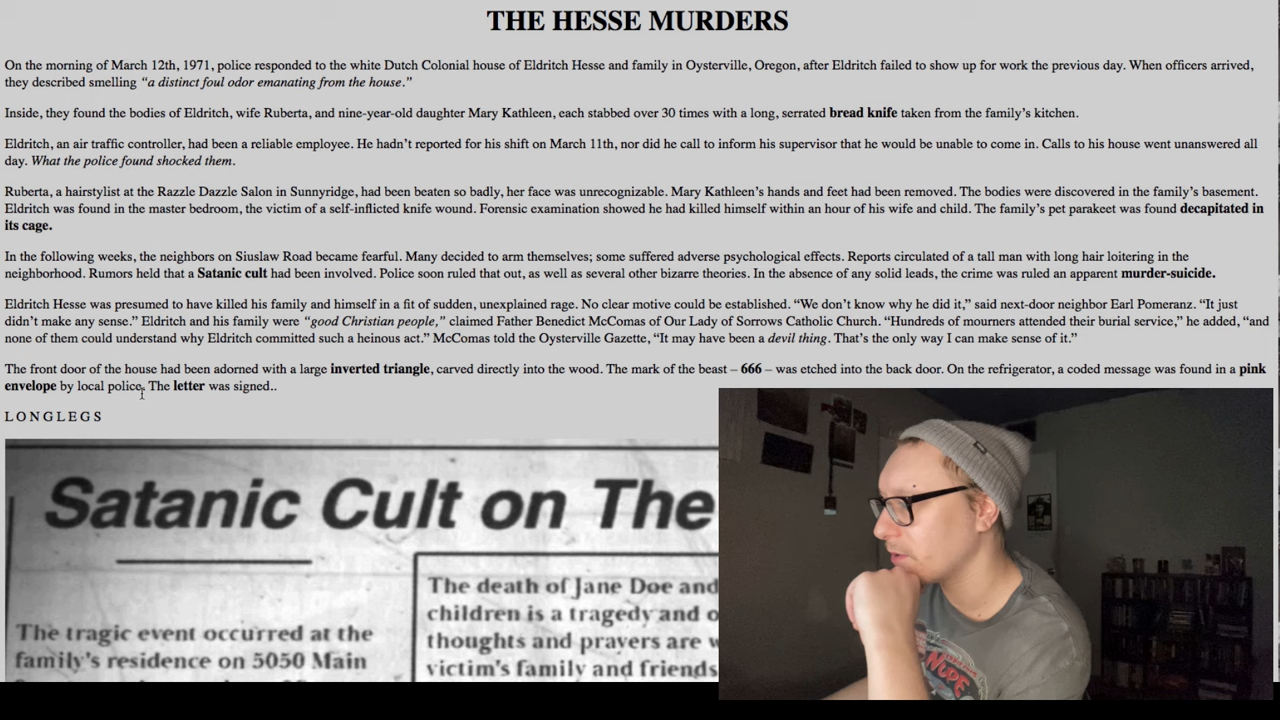 THE HESSE MURDERS
On the morning of March 12th, 1971, police responded to the white Dutch Colonial house of Eldritch Hesse and family in Oysterville, Oregon, after Eldritch failed to show up for work the previous day. When officers arrived,
they described smelling “a distinct foul odor emanating from the house.”
Inside, they found the bodies of Eldritch, wife Ruberta, and nine-year-old daughter Mary Kathleen, each stabbed over 30 times with a long, serrated bread knife taken from the family’s kitchen.
Eldritch, an air traffic controller, had been a reliable employee. He hadn’t reported for his shift on March 11th, nor did he call to inform his supervisor that he would be unable to come in. Calls to his house went unanswered all
day. What the police found shocked them.
Ruberta, a hairstylist at the Razzle Dazzle Salon in Sunnyridge, had been beaten so badly, her face was unrecognizable. Mary Kathleen’s hands and feet had been removed. The bodies were discovered in the family’s basement.
Eldritch was found in the master bedroom, the victim of a self-inflicted knife wound. Forensic examination showed he had killed himself within an hour of his wife and child. The family’s pet parakeet was found decapitated in
its cage.
In the following weeks, the neighbors on Siuslaw Road became fearful. Many decided to arm themselves; some suffered adverse psychological effects. Reports circulated of a tall man with long hair loitering in the
neighborhood. Rumors held that a Satanic cult had been involved. Police soon ruled that out, as well as several other bizarre theories. In the absence of any solid leads, the crime was ruled an apparent murder-suicide.
Eldritch Hesse was presumed to have killed his family and himself in a fit of sudden, unexplained rage. No clear motive could be established. “We don’t know why he did it,” said next-door neighbor Earl Pomeranz. “It just
didn’t make any sense.” Eldritch and his family were “good Christian people,” claimed Father Benedict McComas of Our Lady of Sorrows Catholic Church. “Hundreds of mourners attended their burial service,” he added, “and
none of them could understand why Eldritch committed such a heinous act.” McComas told the Oysterville Gazette, “It may have been a devil thing. That’s the only way I can make sense of it.”
The front door of the house had been adorned with a large inverted triangle, carved directly into the wood. The mark of the beast – 666 – was etched into the back door. On the refrigerator, a coded message was found in a pink
envelope by local police. The letter was signed..
L O N G L E G S
Satanic Cult on The
The death of Jane Doe and
children is a tragedy and
thoughts and prayers are
victim’s family and friends
The tragic event occurred at the
family’s residence on 5050 Main
NOPE